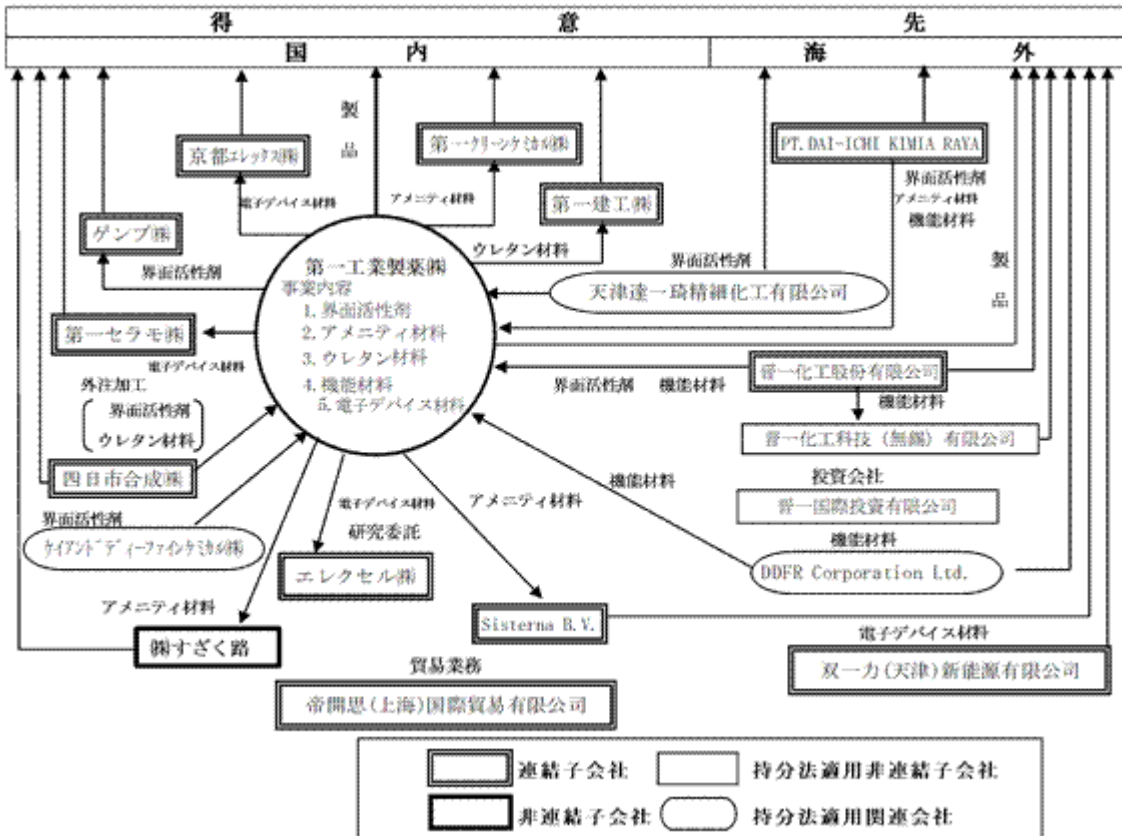 得意先
国内
海外
製品
京都エレックス㈱
第一クリーンケミカル㈱
PT.DAI-ICHI KIMIA RAYA
界面活性剤
アメニティ材料
機能材料
電子デバイス材料
アメニティ材料
第一建工㈱
ゲンブ㈱
ウレタン材料
界面活性剤
第一工業製薬㈱
事業内容
1.界面活性剤
2.アメニティ材料
3.ウレタン材料
4.機能材料
5.電子デバイス材料
界面活性剤
天津達一琦精細化工有限公司
製品
第一セラモ㈱
電子デバイス材料
外注加工
界面活性剤
ウレタン材料
四日市合成㈱
晋一化工股份有限公司
界面活性剤 機能材料
機能材料
晋一化工科技（無錫）有限公司
投資会社
晋一国際投資有限公司
機能材料
機能材料
DDFR Corporation Ltd.
界面活性剤
ケイアンドディーファインケミカル㈱
電子デバイス材料
研究委託
エレクセル㈱
アメニティ材料
Sisterna B.V.
アメニティ材料
㈱すざく路
電子デバイス材料
双一力(天津)新能源有限公司
貿易業務
帝開思(上海)国際貿易有限公司
連結子会社
持分法適用非連結子会社
非連結子会社
持分法適用関連会社